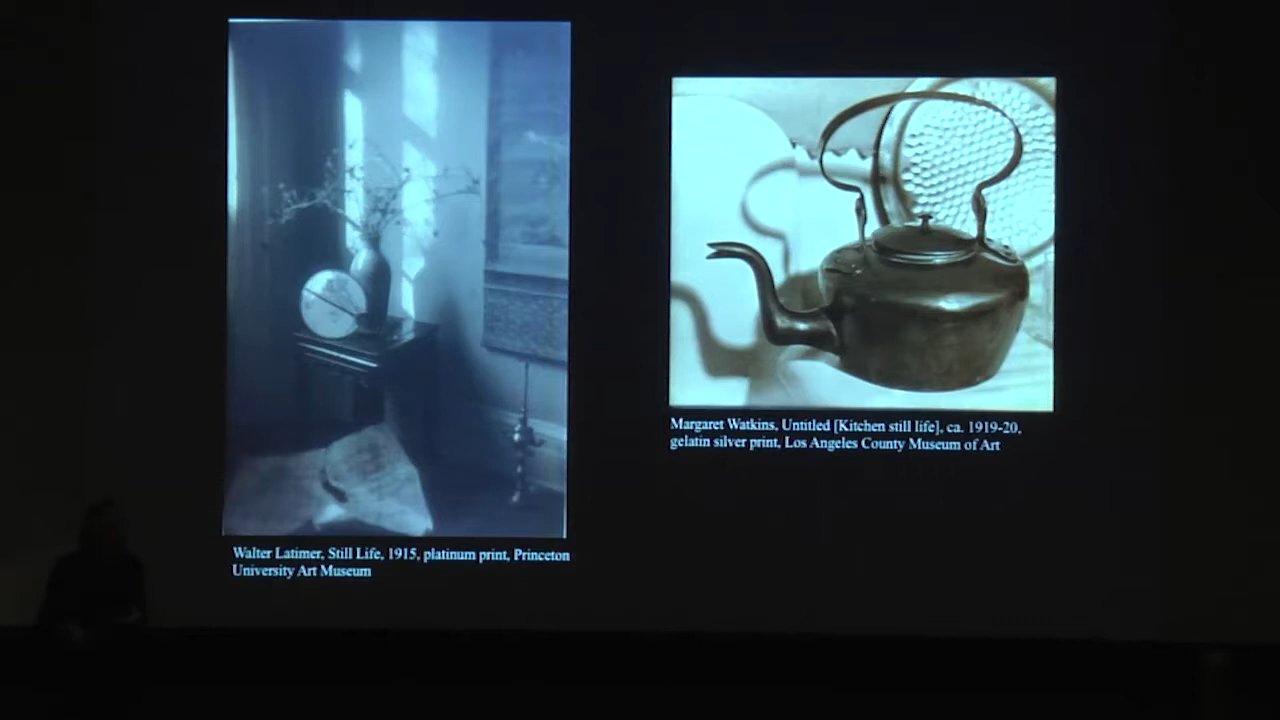 Walter Latimer, Still Life, 1915, platinum print, Princeton
University Art Museum
Margaret Watkins, Untitled [Kitchen still life], ca. 1919-20,
gelatin silver print, Los Angeles County Museum of Art